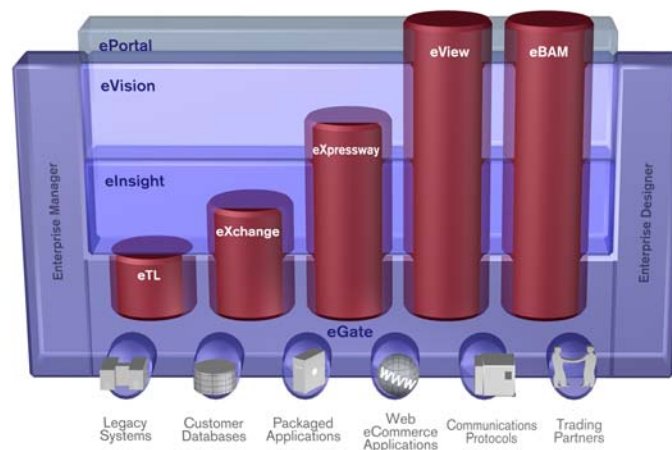 ePortal
eView
eBAM
eVision
eXpressway
eInsight
eXchange
eTL
Enterprise Manager
Enterprise Designer
eGate
WWW
Legacy
Systems
Customer
Databases
Packaged
Applications
Web
eCommerce
Applications
Communications
Protocols
Trading
Partners